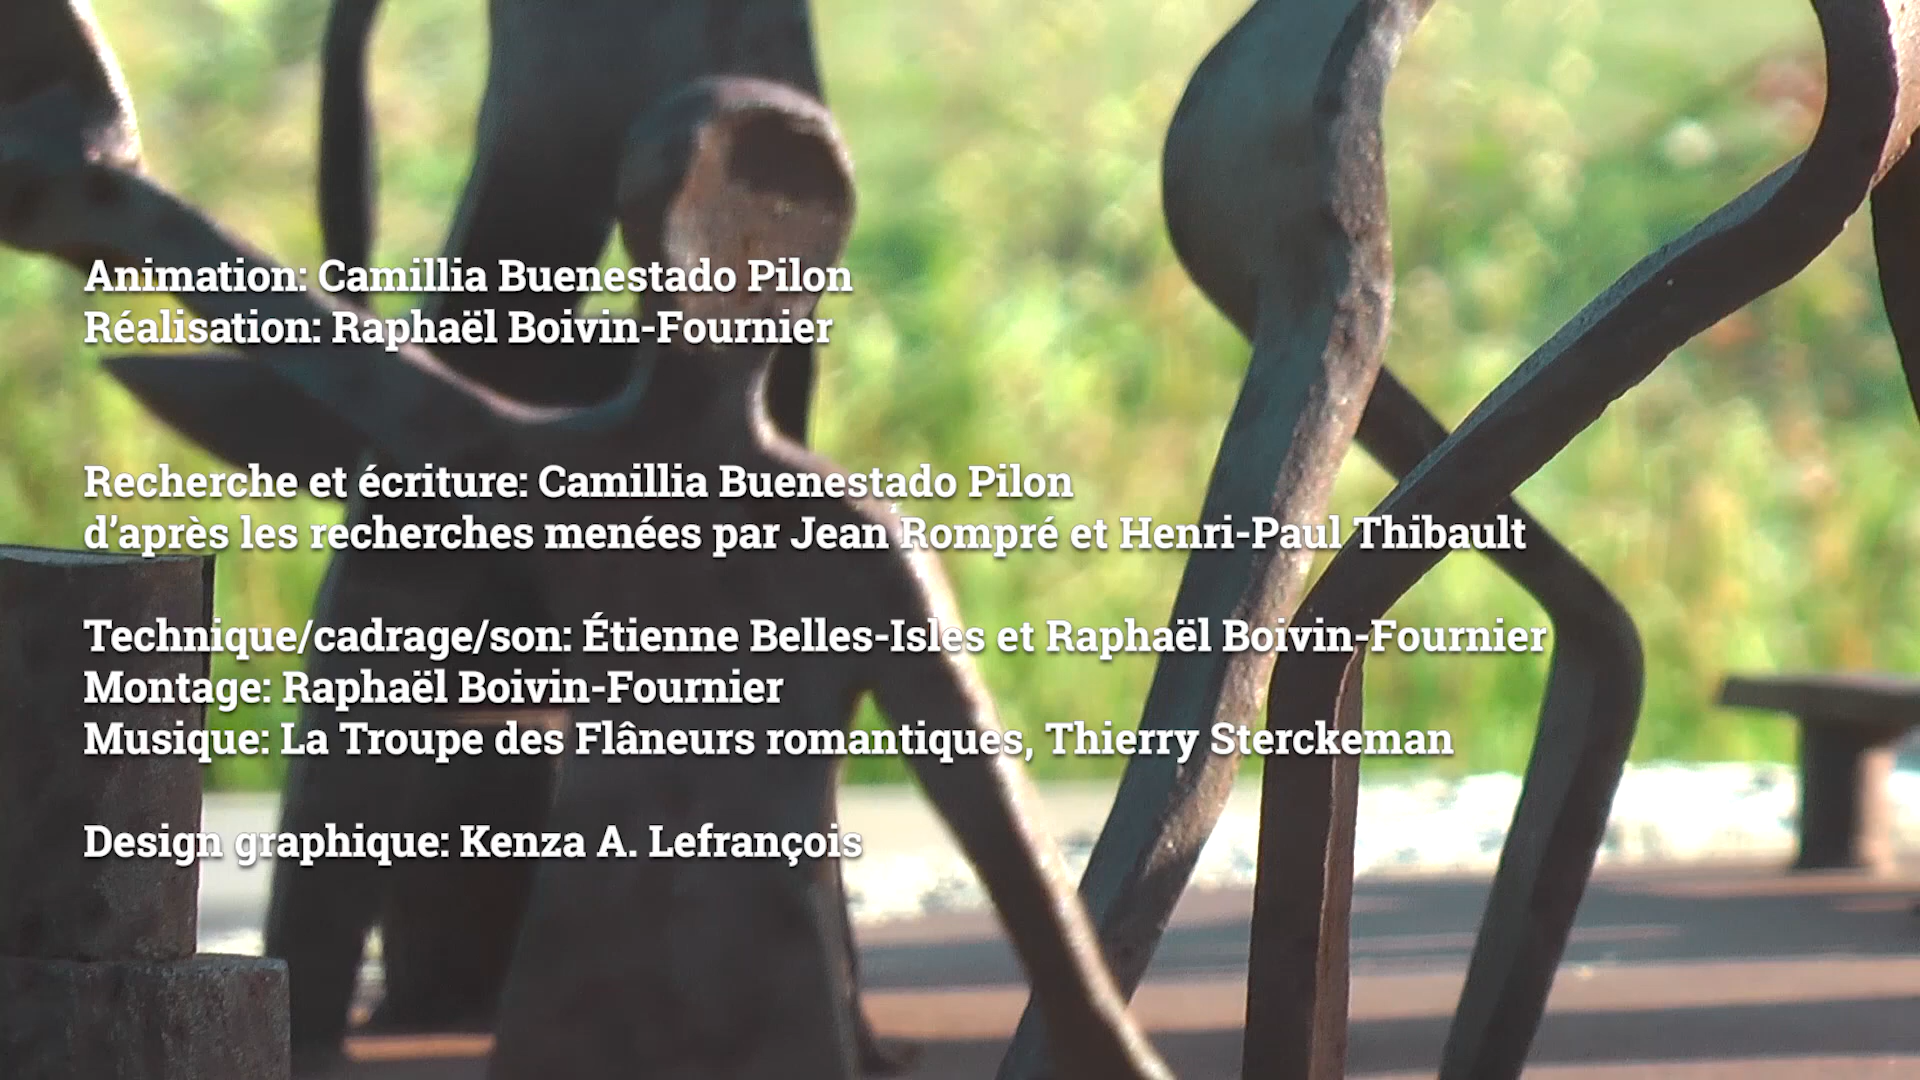 Animation: Camillia Buenestado Pilon
Réalisation: Raphaël Boivin-Fournier
Recherche et écriture: Camillia Buenestado Pilon
d’après les recherches menées par Jean Rompré et Henri-Paul Thibault
Technique/cadrage/son: Étienne Belles-Isles et Raphaël Boivin-Fournier
Montage: Raphaël Boivin-Fournier
Musique: La Troupe des Flâneurs romantiques, Thierry Sterckeman
Design graphique: Kenza A. Lefrançois